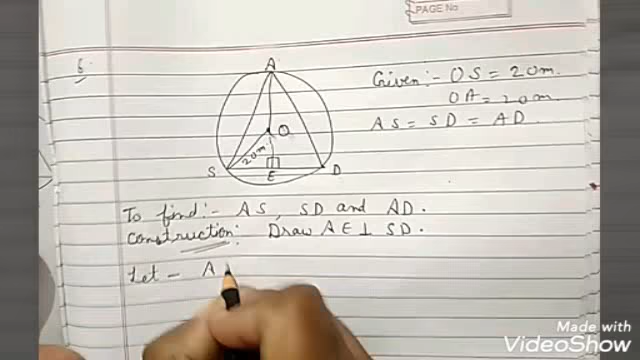 PAGE No
6.
A
Given:- OS = 20m.
OA = 20m.
AS = SD = AD.
O
20m.
S
E
D
To find:- AS, SD and AD.
Construction: Draw AE ⊥ SD.
Let - A
Made with
VideoShow